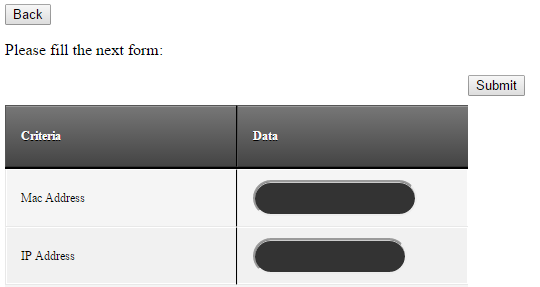 Back
Please fill the next form:
Submit
Criteria Data
Mac Address
IP Address